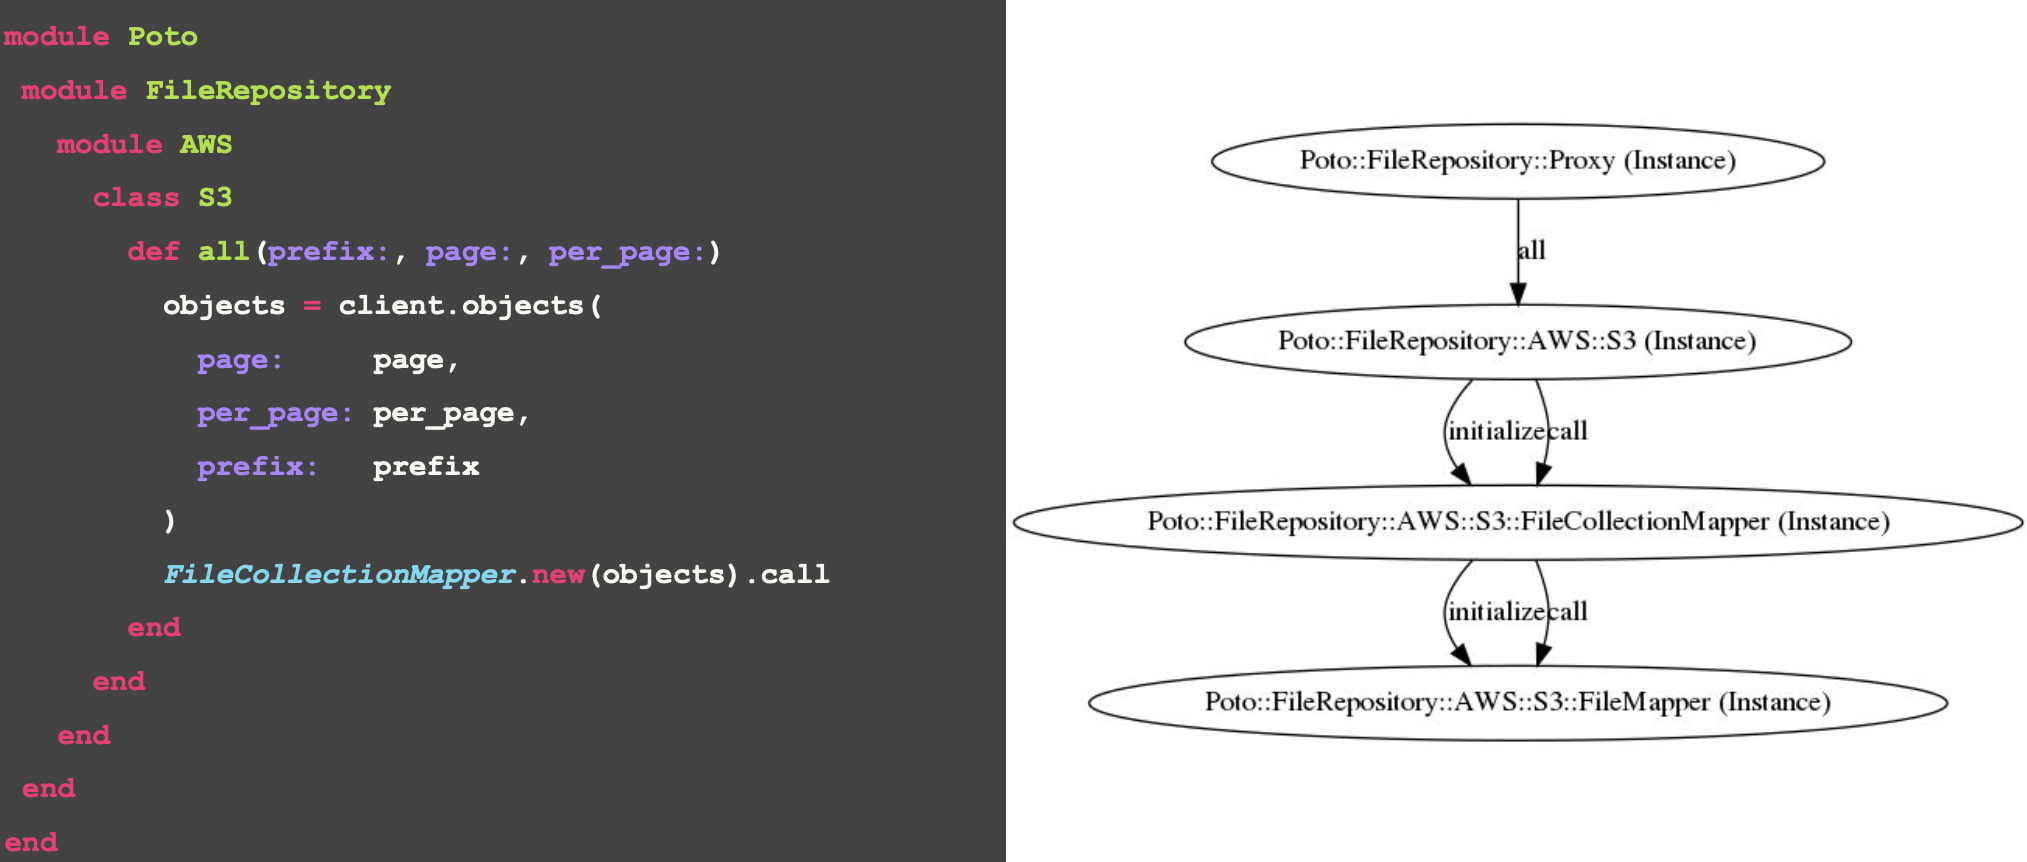 module Poto
module FileRepository
module AWS
class S3
def all(prefix:, page:, per_page:)
objects = client.objects(
page: page,
per_page: per_page,
prefix: prefix
)
FileCollectionMapper.new(objects).call
end
end
end
end
end
Poto::FileRepository::Proxy (Instance)
all
Poto::FileRepository::AWS::S3 (Instance)
initialize call
Poto::FileRepository::AWS::S3::FileCollectionMapper (Instance)
initialize call
Poto::FileRepository::AWS::S3::FileMapper (Instance)